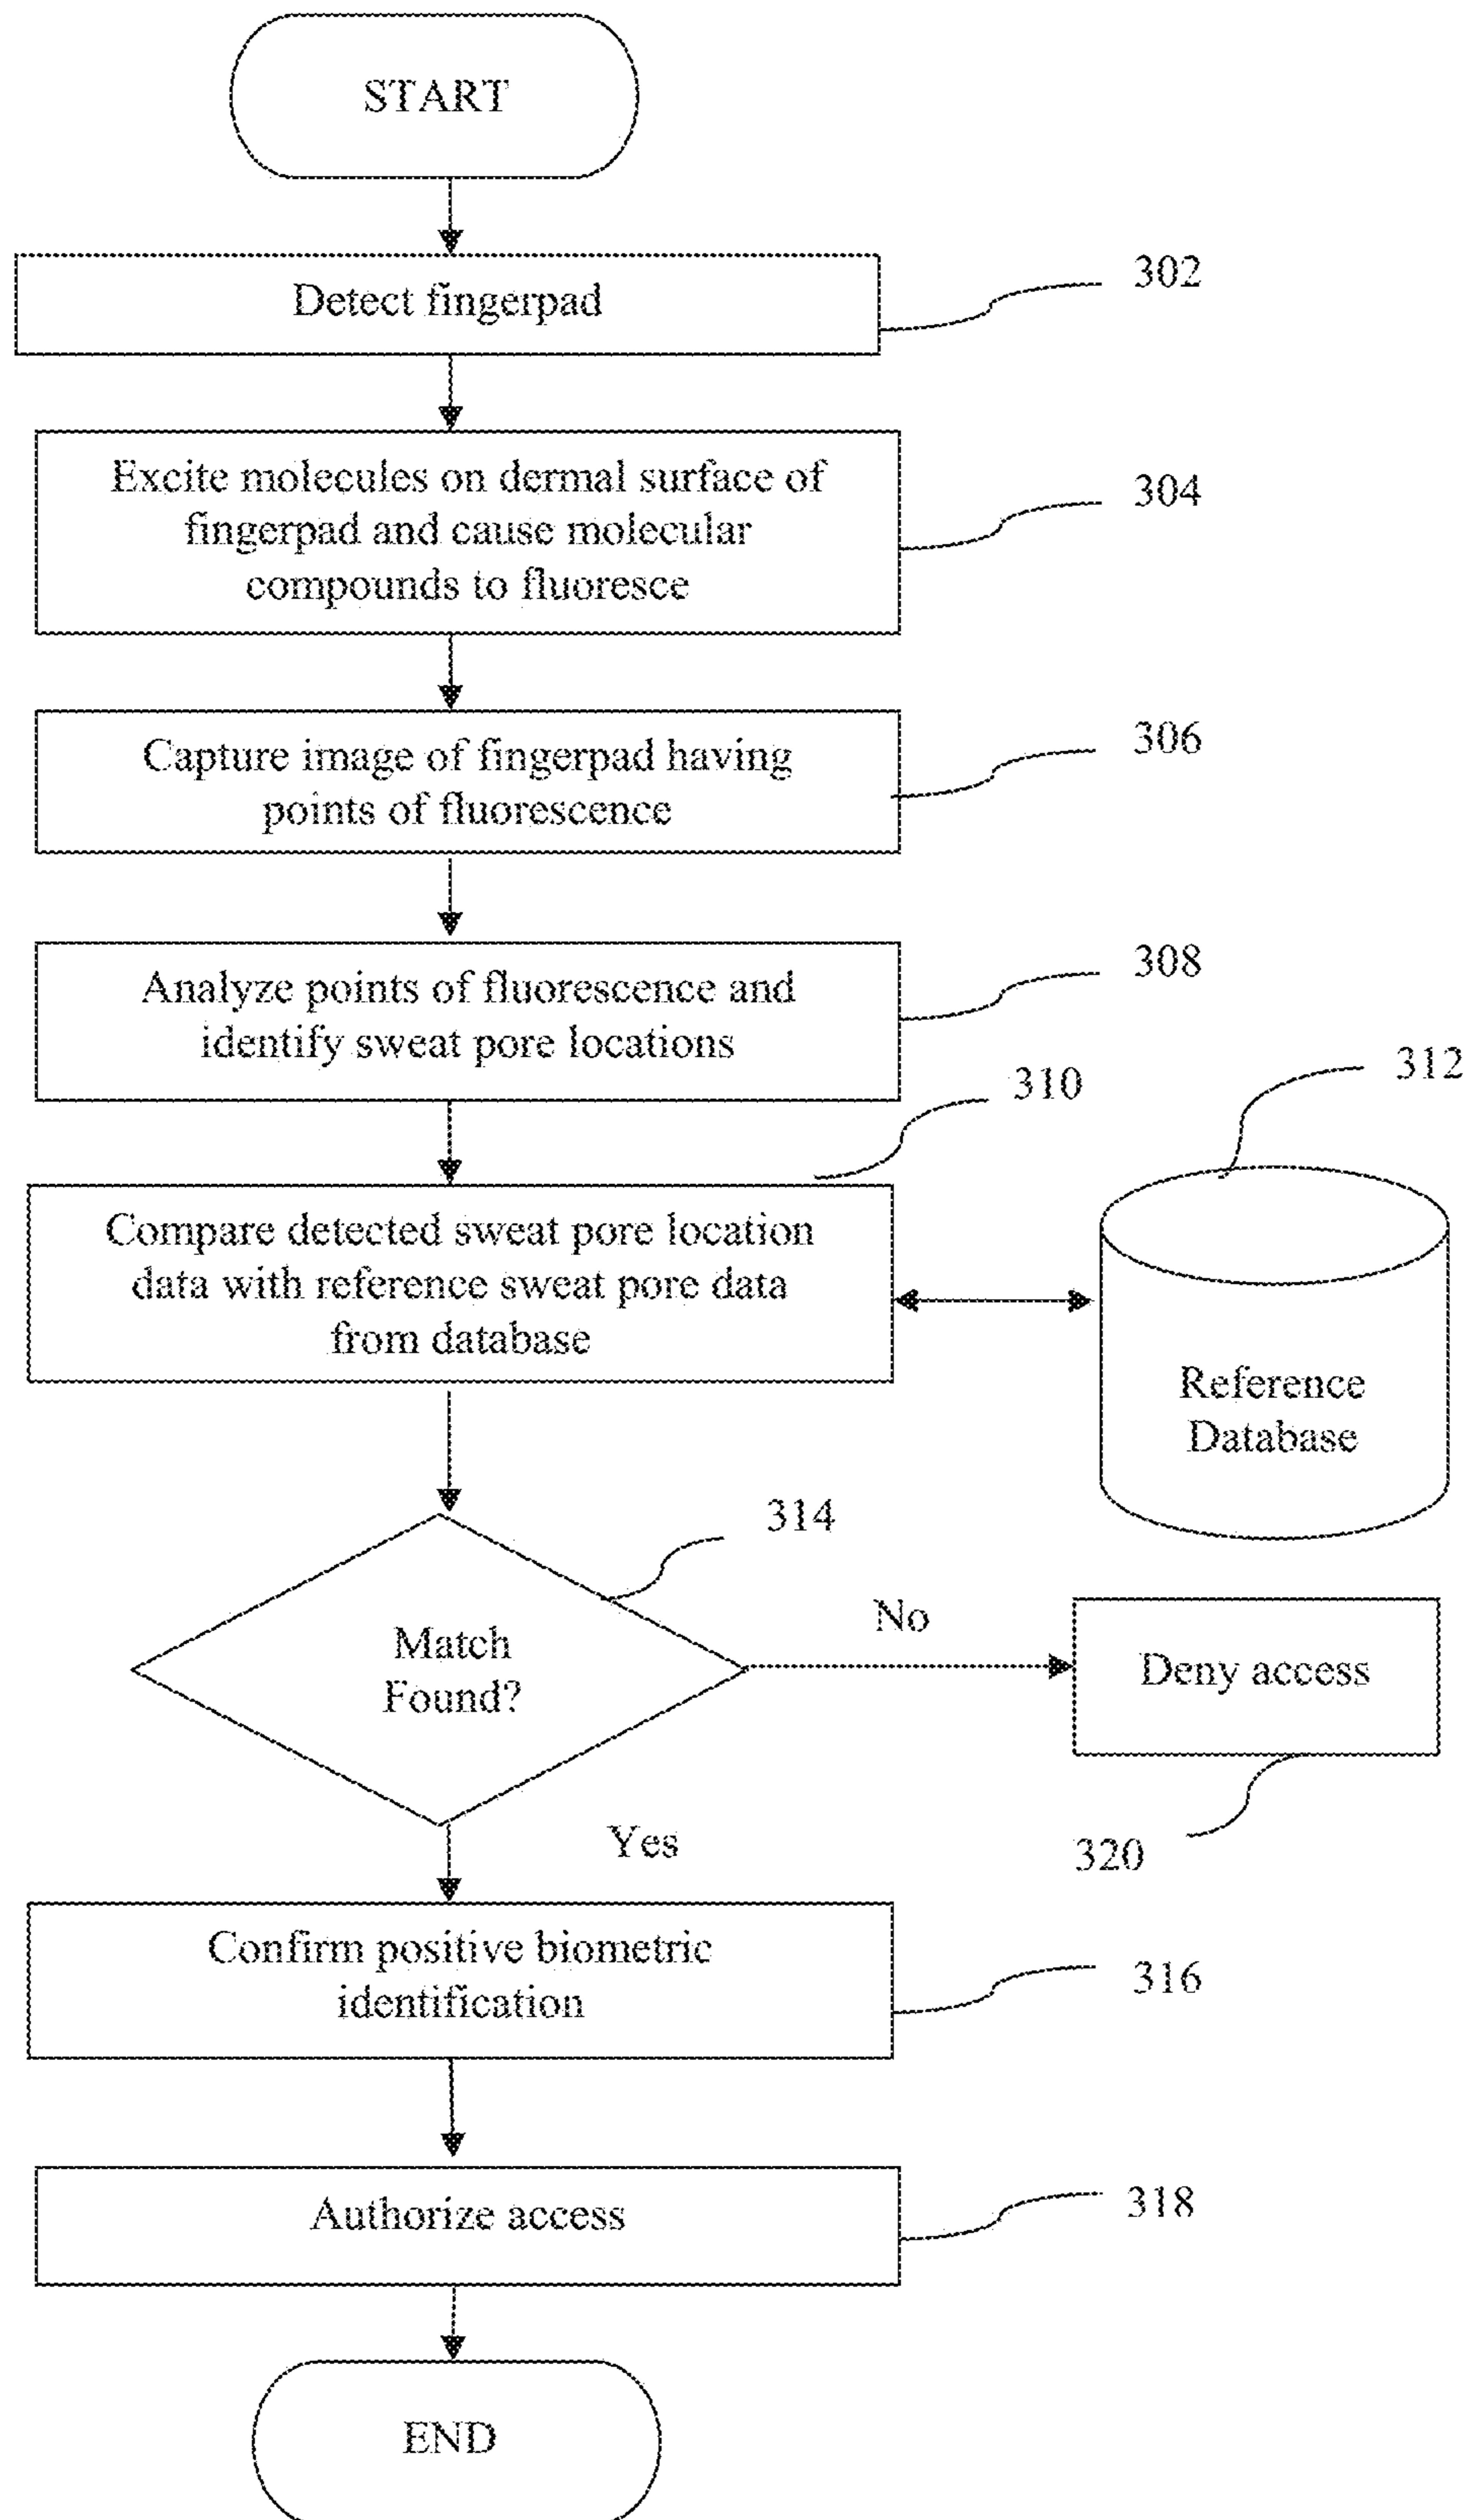 START
Detect fingerpad
302
Excite molecules on dermal surface of
fingerpad and cause molecular
compounds to fluoresce
304
Capture image of fingerpad having
points of fluorescence
306
Analyze points of fluorescence and
identify sweat pore locations
308
310
312
Compare detected sweat pore location
data with reference sweat pore data
from database
Reference
Database
314
Match
Found?
No
Deny access
320
Yes
Confirm positive biometric
identification
316
Authorize access
318
END